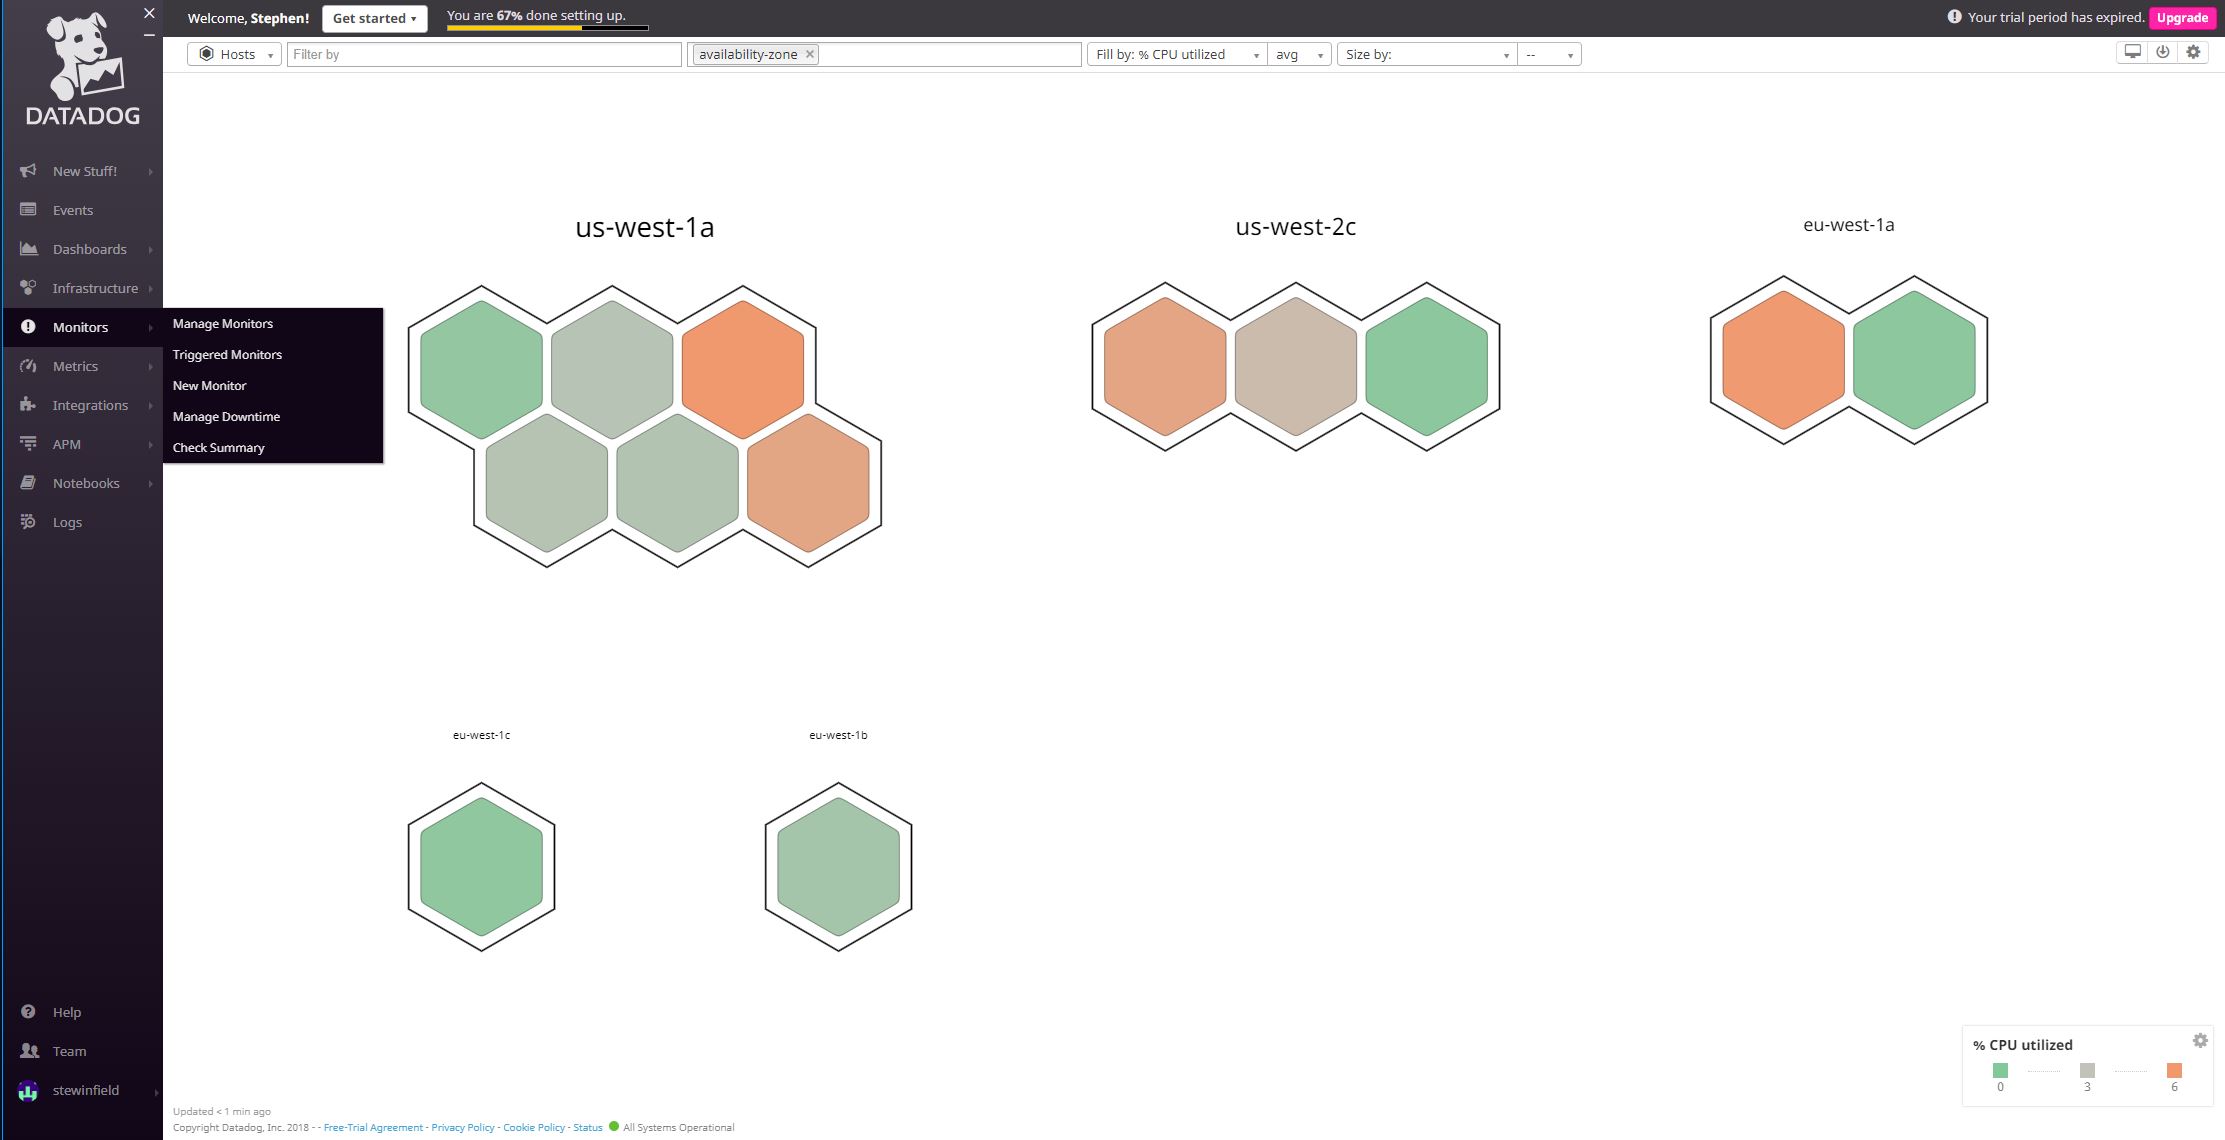 Welcome, Stephen!
Get started
You are 67% done setting up.
Your trial period has expired.
Upgrade
DATADOG
Hosts
Filter by
availability-zone ×
Fill by: % CPU utilized
avg
Size by:
--
New Stuff!
Events
Dashboards
Infrastructure
Monitors
Metrics
Integrations
APM
Notebooks
Logs
Manage Monitors
Triggered Monitors
New Monitor
Manage Downtime
Check Summary
us-west-1a
us-west-2c
eu-west-1a
eu-west-1c
eu-west-1b
Help
Team
stewinfield
% CPU utilized
0
3
6
Updated < 1 min ago
Copyright Datadog, Inc. 2018 - - Free-Trial Agreement - Privacy Policy - Cookie Policy - Status All Systems Operational